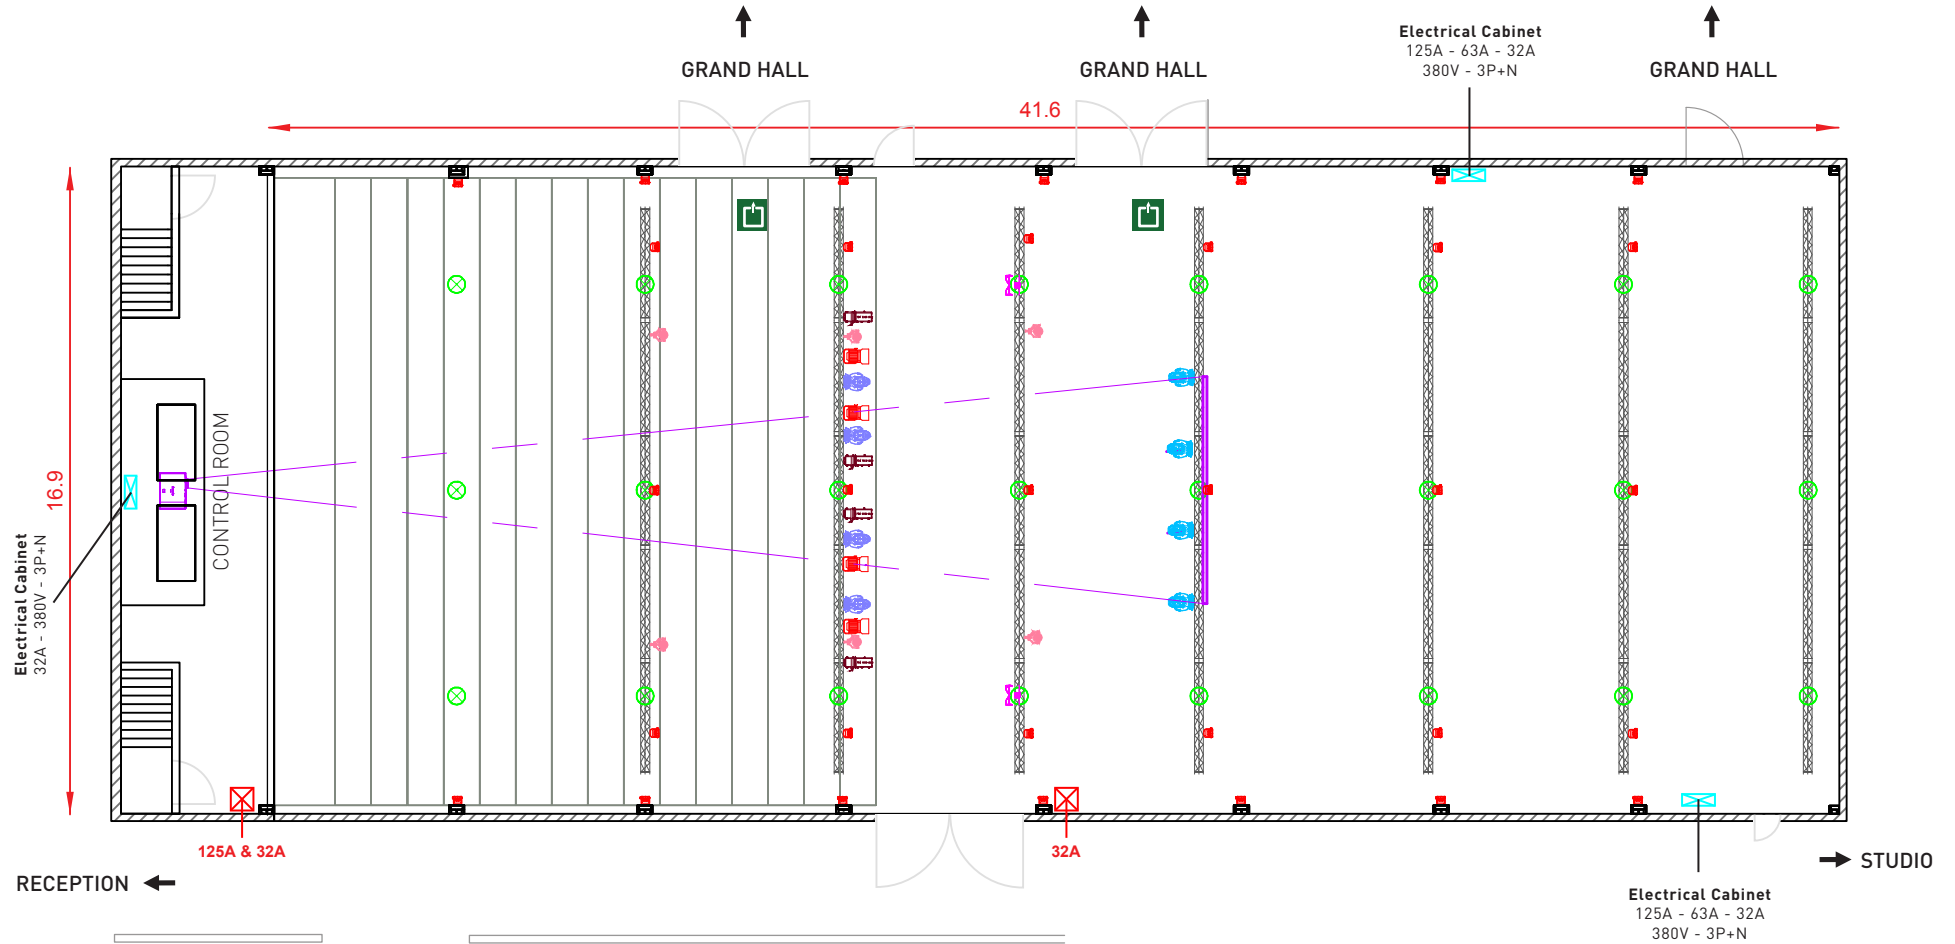 GRAND HALL
GRAND HALL
Electrical Cabinet
125A - 63A - 32A
380V - 3P+N
GRAND HALL
41.6
16.9
CONTROL ROOM
Electrical Cabinet
32A - 380V - 3P+N
125A & 32A
32A
RECEPTION
STUDIO
Electrical Cabinet
125A - 63A - 32A
380V - 3P+N